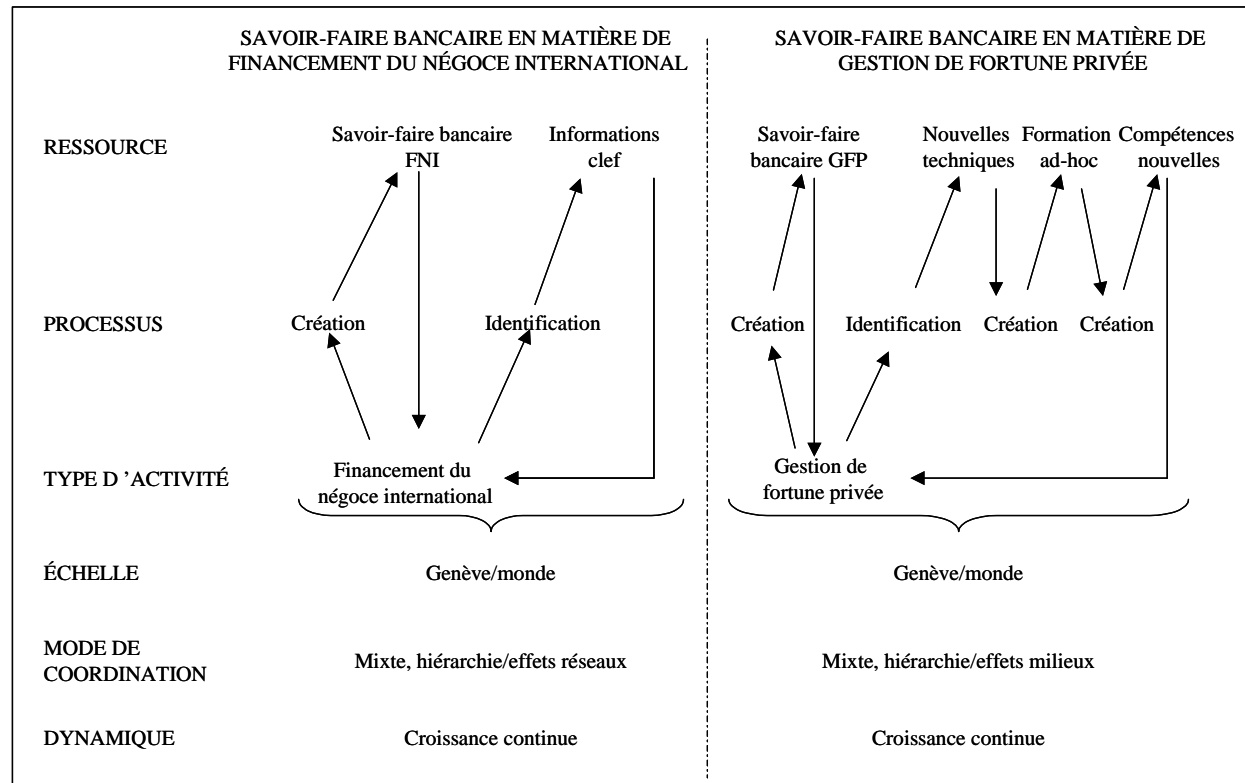 SAVOIR-FAIRE BANCAIRE EN MATIÈRE DE
FINANCEMENT DU NÉGOCE INTERNATIONAL
SAVOIR-FAIRE BANCAIRE EN MATIÈRE DE
GESTION DE FORTUNE PRIVÉE
RESSOURCE
Savoir-faire bancaire
FNI
Informations
clef
Savoir-faire
bancaire GFP
Nouvelles
techniques
Formation
ad-hoc
Compétences
nouvelles
PROCESSUS
Création
Identification
Création
Identification
Création
Création
TYPE D ’ACTIVITÉ
Financement du
négoce international
Gestion de
fortune privée
ÉCHELLE
Genève/monde
Genève/monde
MODE DE
COORDINATION
Mixte, hiérarchie/effets réseaux
Mixte, hiérarchie/effets milieux
DYNAMIQUE
Croissance continue
Croissance continue